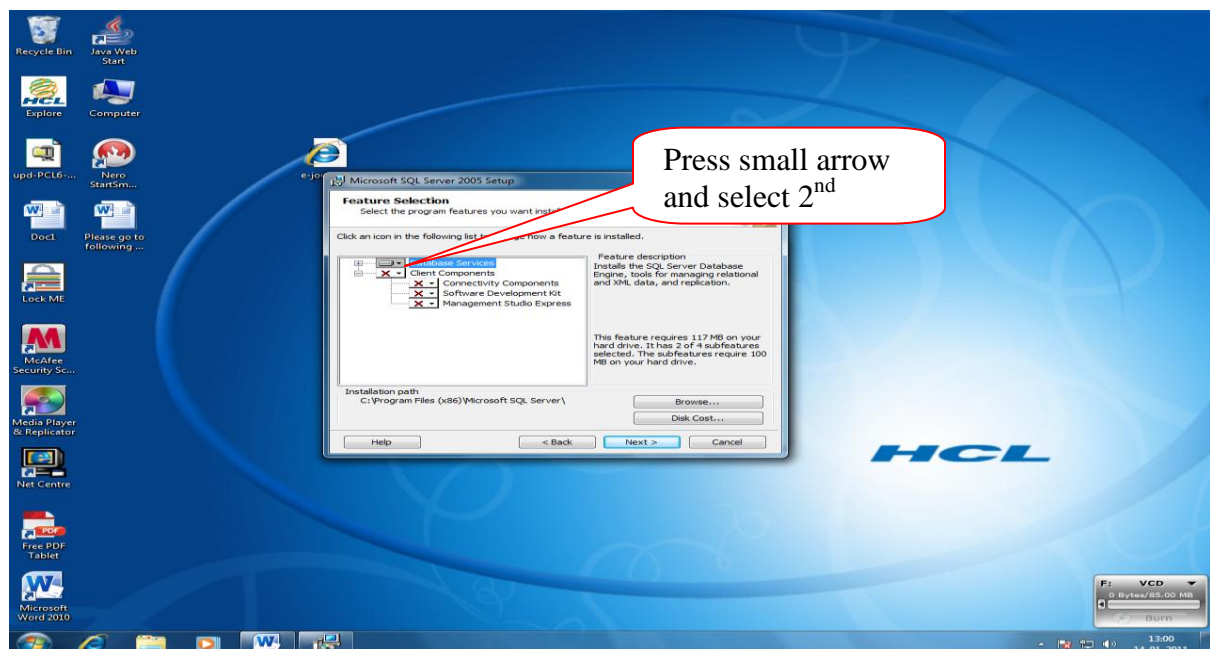 Recycle Bin
Java Web
Start
HCL
Explore
Computer
upd-PCL6-...
Nero
StartSm...
Doc1
Please go to
following ...
Lock ME
McAfee
Security Sc...
Media Player
& Replicator
Net Centre
PDF
Free PDF
Tablet
Microsoft
Word 2010
Press small arrow
and select 2nd
Microsoft SQL Server 2005 Setup
Feature Selection
Select the program features you want
Click an icon in the following list to how a feature is installed.
Database Services
Client Components
Connectivity Components
Software Development Kit
Management Studio Express
Feature description
Installs the SQL Server Database
Engine, tools for managing relational
and XML data, and replication.
This feature requires 117 MB on your
hard drive. It has 2 of 4 subfeatures
selected. The subfeatures require 100
MB on your hard drive.
Installation path
C:\Program Files (x86)\Microsoft SQL Server\
Browse...
Disk Cost...
Help
< Back
Next >
Cancel
HCL
F: VCD
0 Bytes/85.00 MB
Burn
13:00
14-01-2011